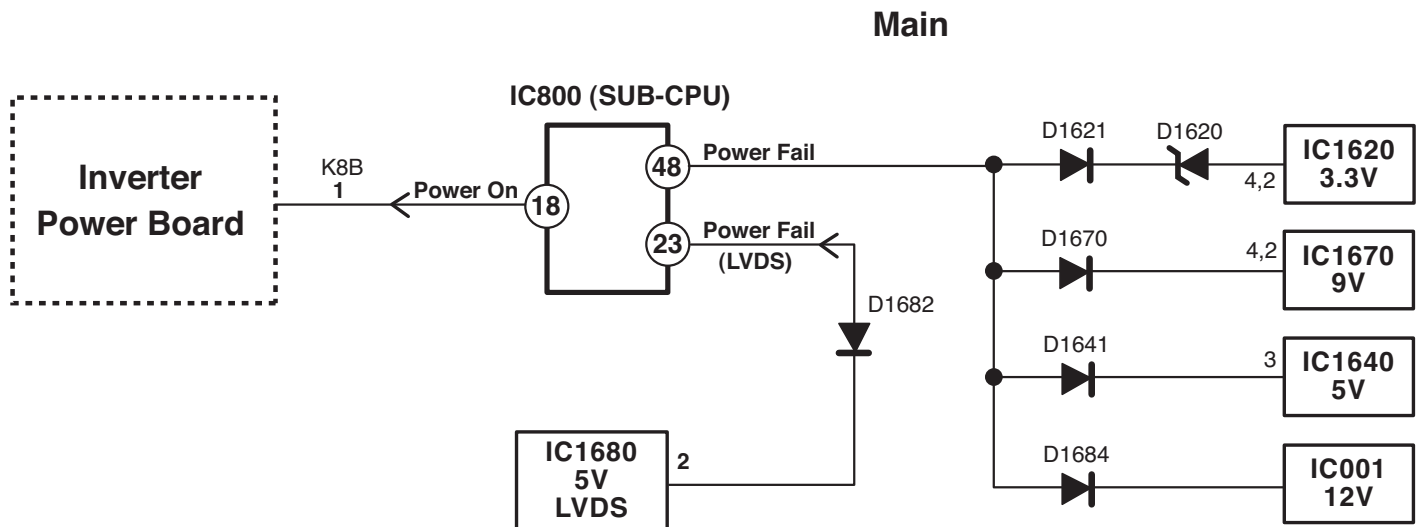 Main
IC800 (SUB-CPU)
Inverter
Power Board
K8B
1
Power On
18
48
Power Fail
23
Power Fail
(LVDS)
D1682
IC1680
5V
LVDS
2
D1621
D1620
4,2
IC1620
3.3V
D1670
4,2
IC1670
9V
D1641
3
IC1640
5V
D1684
IC001
12V